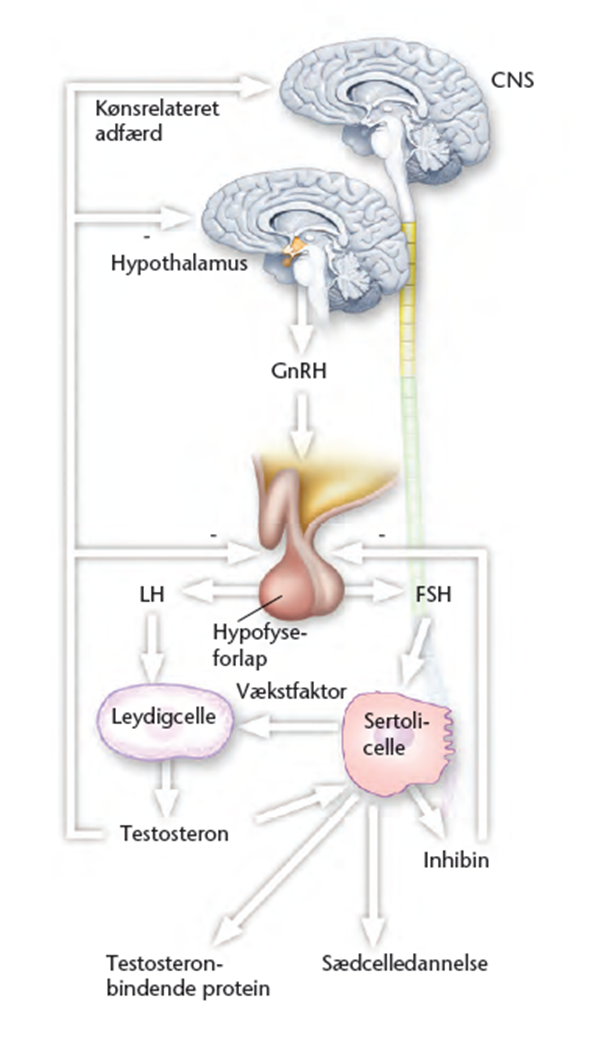 CNS
Kønsrelateret
adfærd
-
Hypothalamus
GnRH
-
-
LH
FSH
Hypofyse-
forlap
Vækstfaktor
Leydigcelle
Sertoli-
celle
Testosteron
Inhibin
Testosteron-
bindende protein
Sædcelledannelse